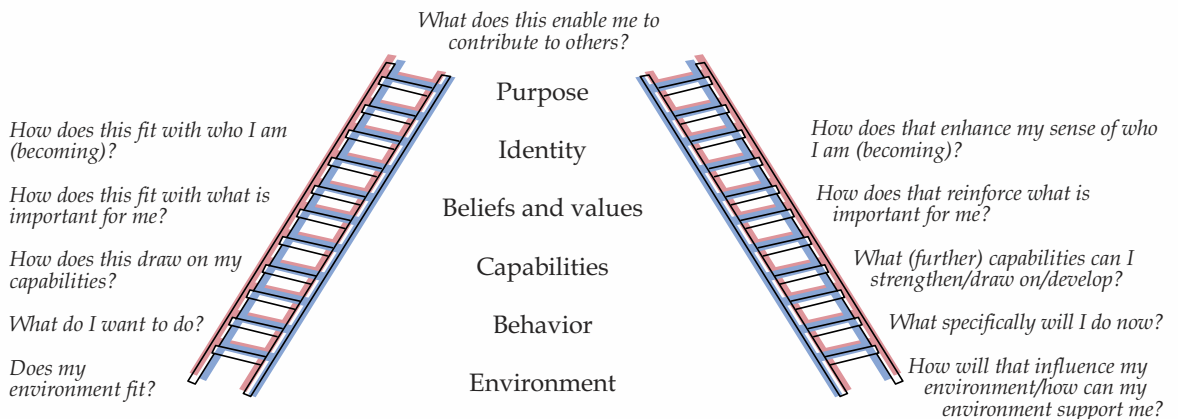 What does this enable me to
contribute to others?
Purpose
How does this fit with who I am
(becoming)?
Identity
How does that enhance my sense of who
I am (becoming)?
How does this fit with what is
important for me?
Beliefs and values
How does that reinforce what is
important for me?
How does this draw on my
capabilities?
Capabilities
What (further) capabilities can I
strengthen/draw on/develop?
What do I want to do?
Behavior
What specifically will I do now?
Does my
environment fit?
Environment
How will that influence my
environment/how can my
environment support me?